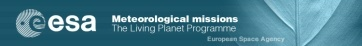 esa
Meteorological missions
The Living Planet Programme
European Space Agency